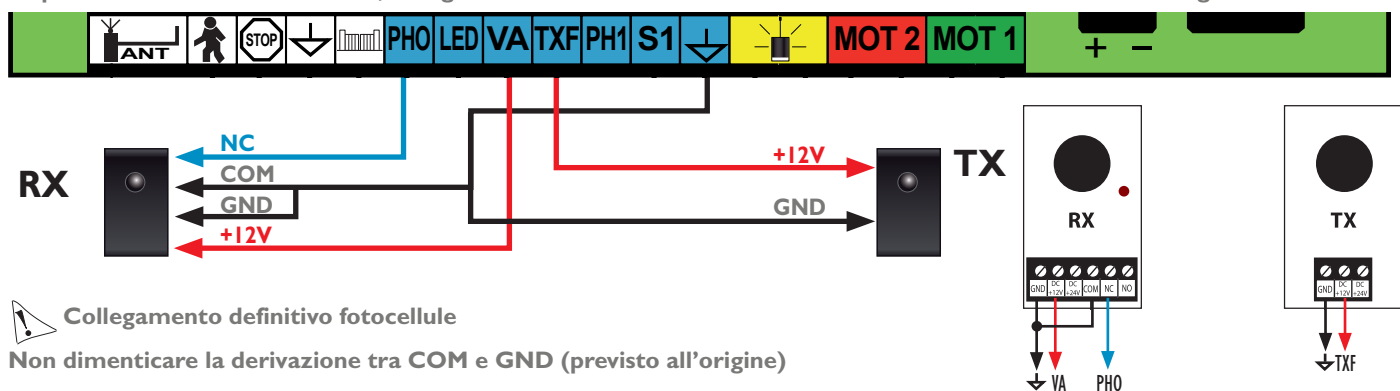 ANT STOP PHO LED VA TXF PH1 S1 MOT 2 MOT 1 + −
NC
COM
GND
+12V
RX
+12V
GND
TX
RX
GND DC +12V DC +24V COM NC NO
VA PHO
TX
GND DC +12V DC +24V
TXF
Collegamento definitivo fotocellule
Non dimenticare la derivazione tra COM e GND (previsto all'origine)